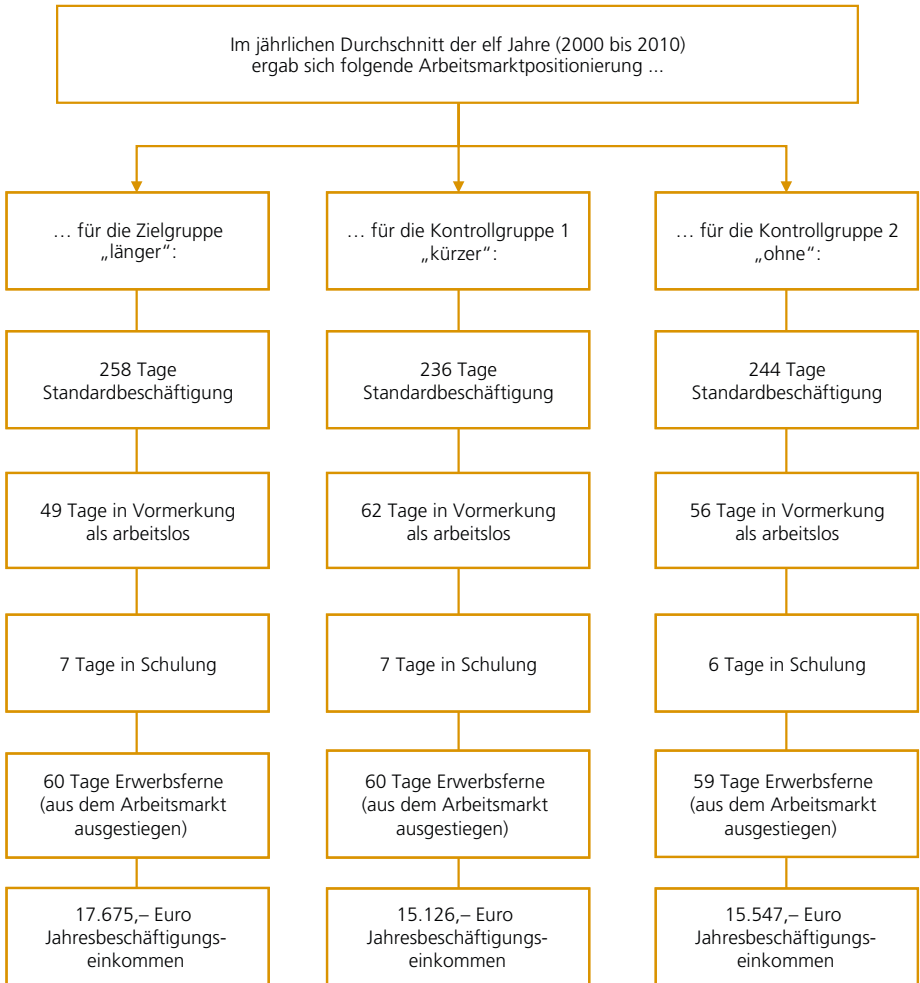 Im jährlichen Durchschnitt der elf Jahre (2000 bis 2010)
ergab sich folgende Arbeitsmarktpositionierung ...
… für die Zielgruppe
„länger“:
258 Tage
Standardbeschäftigung
49 Tage in Vormerkung
als arbeitslos
7 Tage in Schulung
60 Tage Erwerbsferne
(aus dem Arbeitsmarkt
ausgestiegen)
17.675,– Euro
Jahresbeschäftigungs-
einkommen
… für die Kontrollgruppe 1
„kürzer“:
236 Tage
Standardbeschäftigung
62 Tage in Vormerkung
als arbeitslos
7 Tage in Schulung
60 Tage Erwerbsferne
(aus dem Arbeitsmarkt
ausgestiegen)
15.126,– Euro
Jahresbeschäftigungs-
einkommen
… für die Kontrollgruppe 2
„ohne“:
244 Tage
Standardbeschäftigung
56 Tage in Vormerkung
als arbeitslos
6 Tage in Schulung
59 Tage Erwerbsferne
(aus dem Arbeitsmarkt
ausgestiegen)
15.547,– Euro
Jahresbeschäftigungs-
einkommen